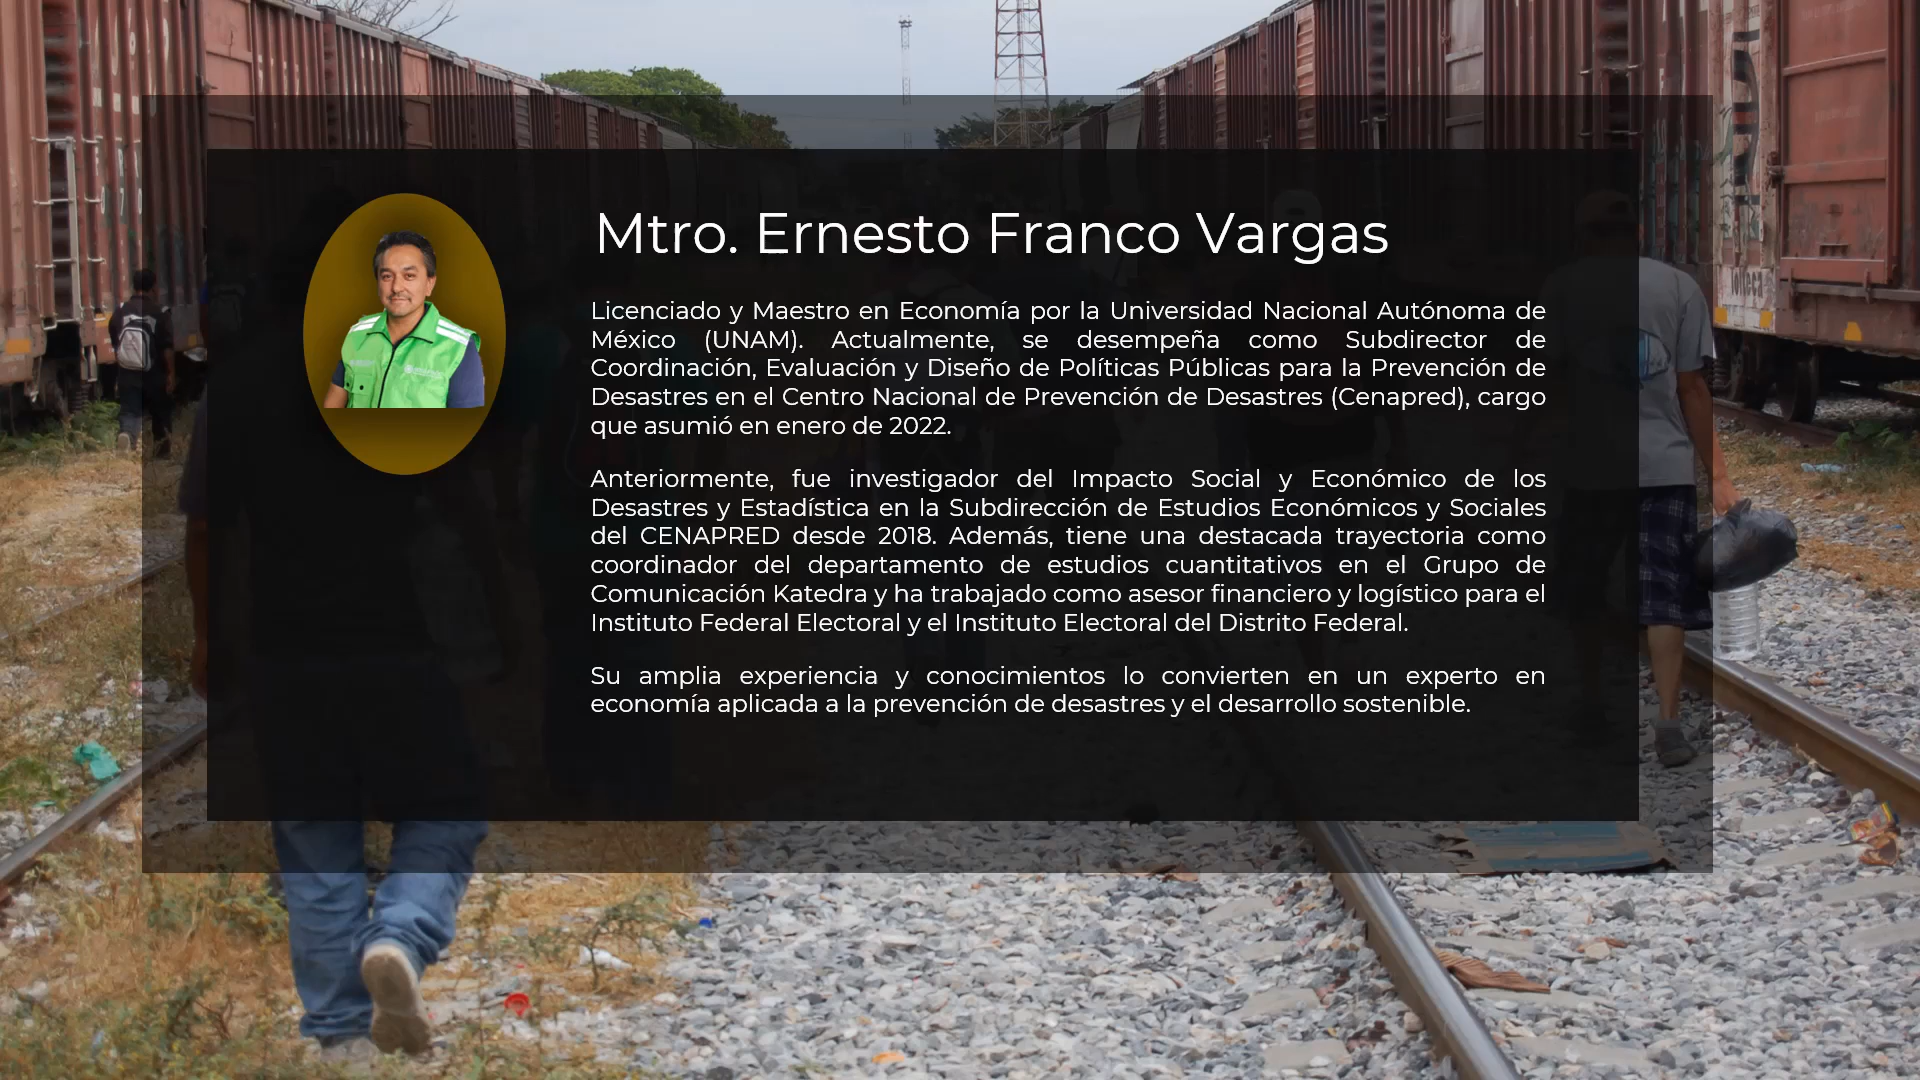 Mtro. Ernesto Franco Vargas
Licenciado y Maestro en Economía por la Universidad Nacional Autónoma de
México (UNAM). Actualmente, se desempeña como Subdirector de
Coordinación, Evaluación y Diseño de Políticas Públicas para la Prevención de
Desastres en el Centro Nacional de Prevención de Desastres (Cenapred), cargo
que asumió en enero de 2022.
Anteriormente, fue investigador del Impacto Social y Económico de los
Desastres y Estadística en la Subdirección de Estudios Económicos y Sociales
del CENAPRED desde 2018. Además, tiene una destacada trayectoria como
coordinador del departamento de estudios cuantitativos en el Grupo de
Comunicación Katedra y ha trabajado como asesor financiero y logístico para el
Instituto Federal Electoral y el Instituto Electoral del Distrito Federal.
Su amplia experiencia y conocimientos lo convierten en un experto en
economía aplicada a la prevención de desastres y el desarrollo sostenible.